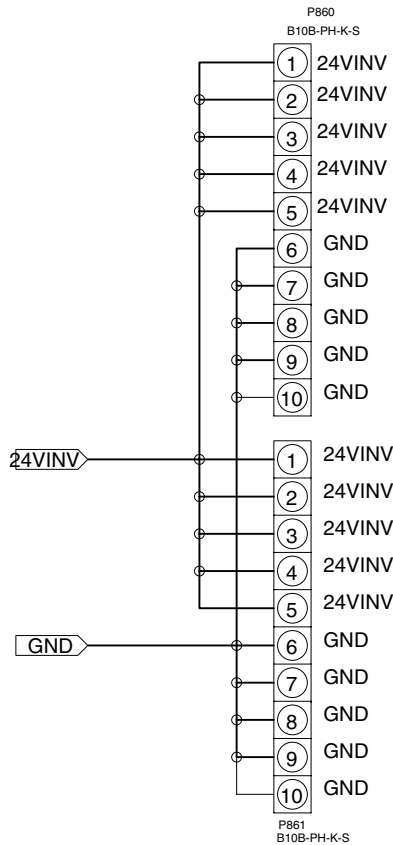 P860
B10B-PH-K-S
1 24VINV
2 24VINV
3 24VINV
4 24VINV
5 24VINV
6 GND
7 GND
8 GND
9 GND
10 GND
24VINV 1 24VINV
2 24VINV
3 24VINV
4 24VINV
5 24VINV
GND 6 GND
7 GND
8 GND
9 GND
10 GND
P861
B10B-PH-K-S